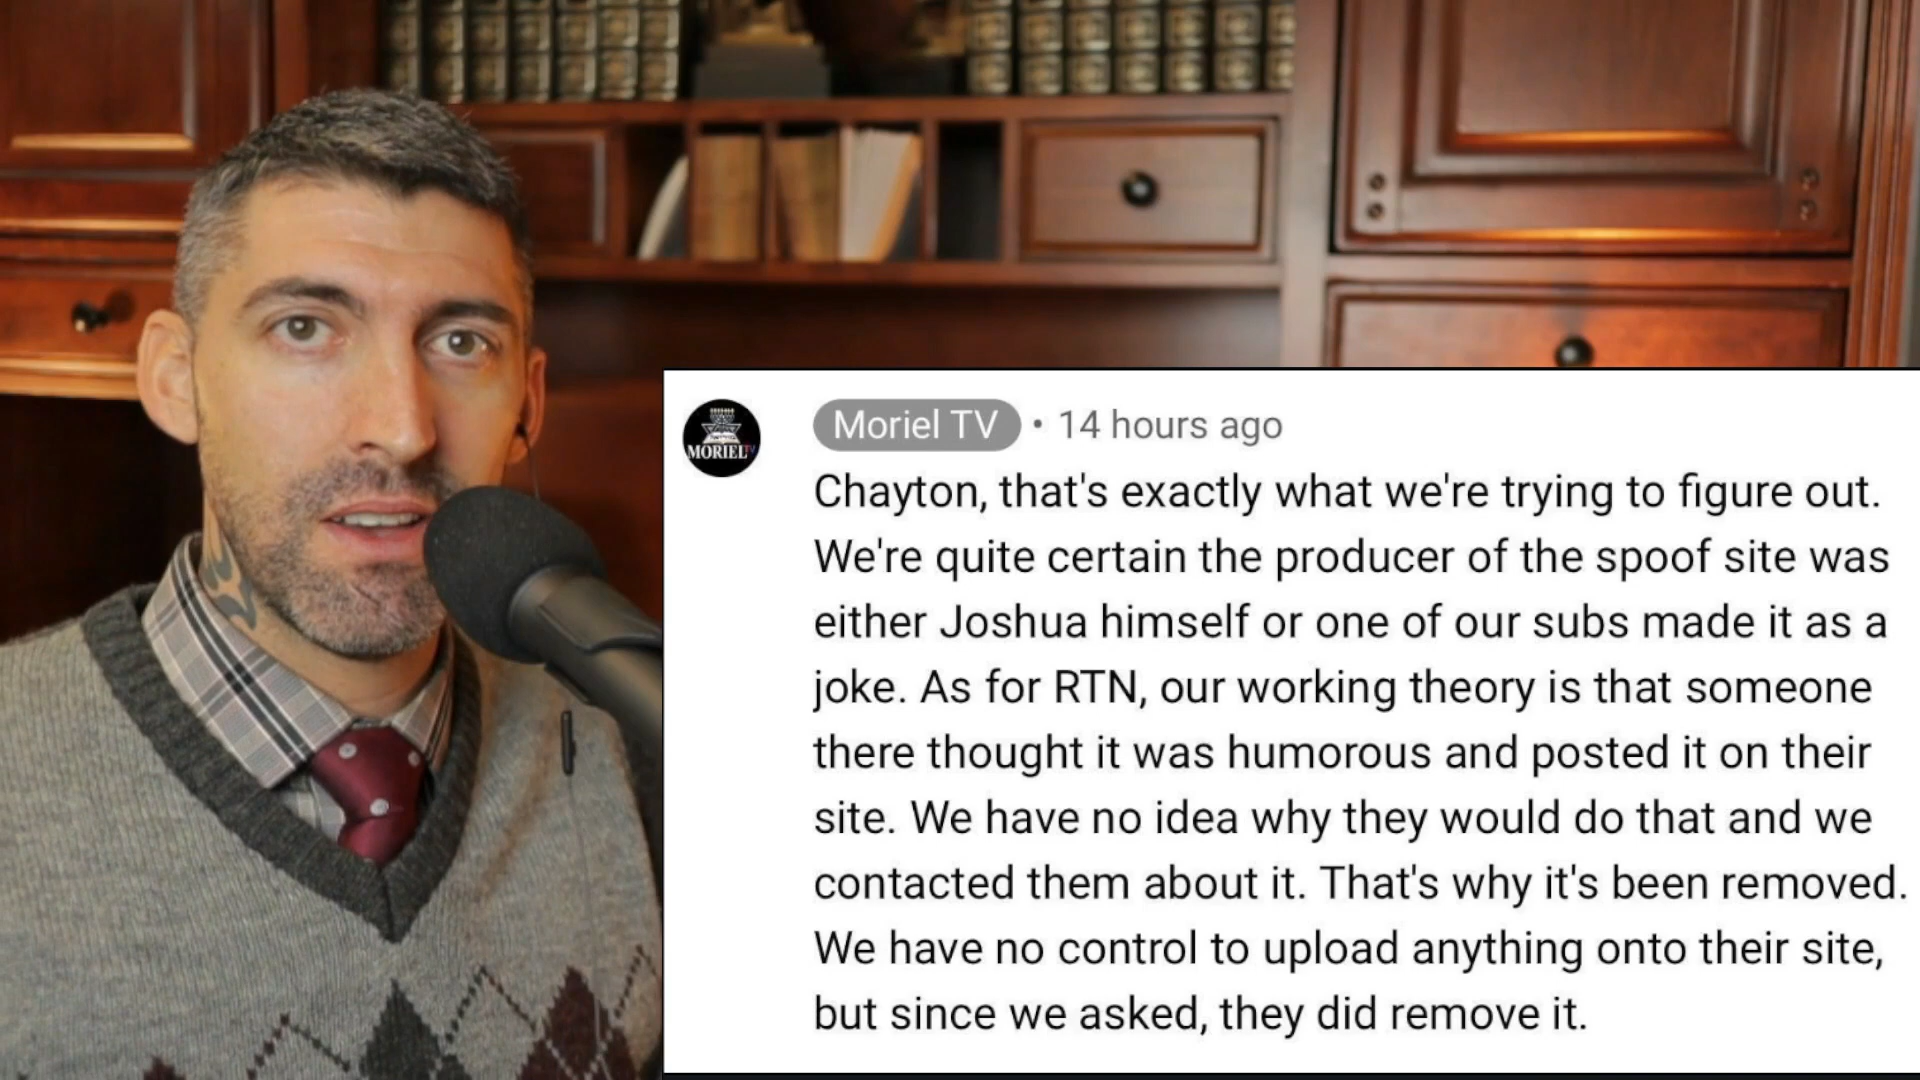 MORIEL TV
Moriel TV • 14 hours ago
Chayton, that's exactly what we're trying to figure out.
We're quite certain the producer of the spoof site was
either Joshua himself or one of our subs made it as a
joke. As for RTN, our working theory is that someone
there thought it was humorous and posted it on their
site. We have no idea why they would do that and we
contacted them about it. That's why it's been removed.
We have no control to upload anything onto their site,
but since we asked, they did remove it.